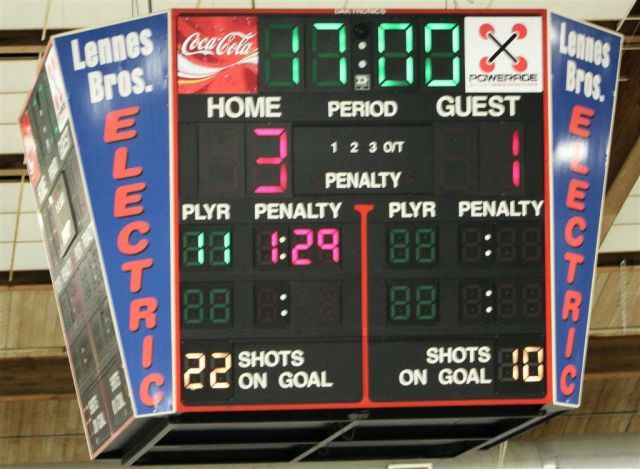 DAKTRONICS
Lennes Bros. ELECTRIC
Coca-Cola
17:00
POWERADE
Lennes Bros. ELECTRIC
HOME PERIOD GUEST
3 1 2 3 O/T 1
PENALTY
PLYR PENALTY PLYR PENALTY
11 1:29
22 SHOTS ON GOAL
SHOTS ON GOAL 10